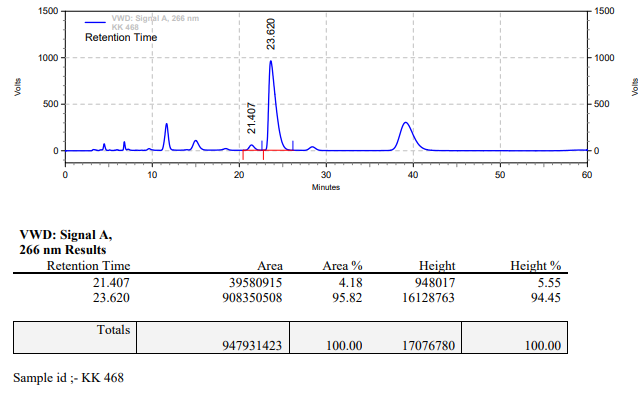 1500
1500
VWD: Signal A, 266 nm
KK 468
Retention Time
23.620
1000
1000
Volts
Volts
500
500
21.407
0
0
0 10 20 30 40 50 60
Minutes
VWD: Signal A,
266 nm Results
Retention Time Area Area % Height Height %
21.407 39580915 4.18 948017 5.55
23.620 908350508 95.82 16128763 94.45
Totals
947931423 100.00 17076780 100.00
Sample id ;- KK 468